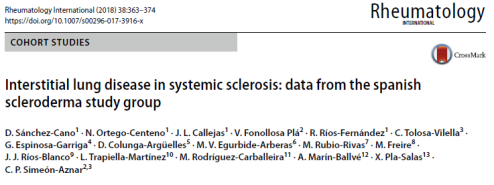 Rheumatology International (2018) 38:363–374
https://doi.org/10.1007/s00296-017-3916-x
Rheumatology
INTERNATIONAL
COHORT STUDIES
CrossMark
Interstitial lung disease in systemic sclerosis: data from the spanish
scleroderma study group
D. Sánchez-Cano¹ · N. Ortego-Centeno¹ · J. L. Callejas¹ · V. Fonollosa Plá² · R. Ríos-Fernández¹ · C. Tolosa-Vilella³ ·
G. Espinosa-Garriga⁴ · D. Colunga-Argüelles⁵ · M. V. Egurbide-Arberas⁶ · M. Rubio-Rivas⁷ · M. Freire⁸ ·
J. J. Ríos-Blanco⁹ · L. Trapiella-Martínez¹⁰ · M. Rodríguez-Carballeira¹¹ · A. Marín-Ballvé¹² · X. Pla-Salas¹³ ·
C. P. Simeón-Aznar²,³